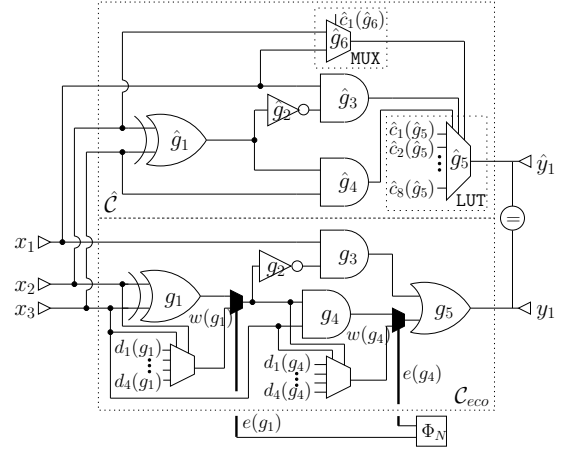 ĉ₁(ĝ₆)
ĝ₆
MUX
ĝ₂
ĝ₃
ĝ₁
ĉ₁(ĝ₅)
ĉ₂(ĝ₅)
ĝ₅
ĉ₈(ĝ₅)
LUT
ŷ₁
ĝ₄
Ĉ
=
x₁
g₃
g₂
x₂
g₁
g₄
g₅
x₃
y₁
w(g₁)
w(g₄)
d₁(g₁)
d₄(g₁)
d₁(g₄)
d₄(g₄)
e(g₄)
C_eco
e(g₁)
Φ_N